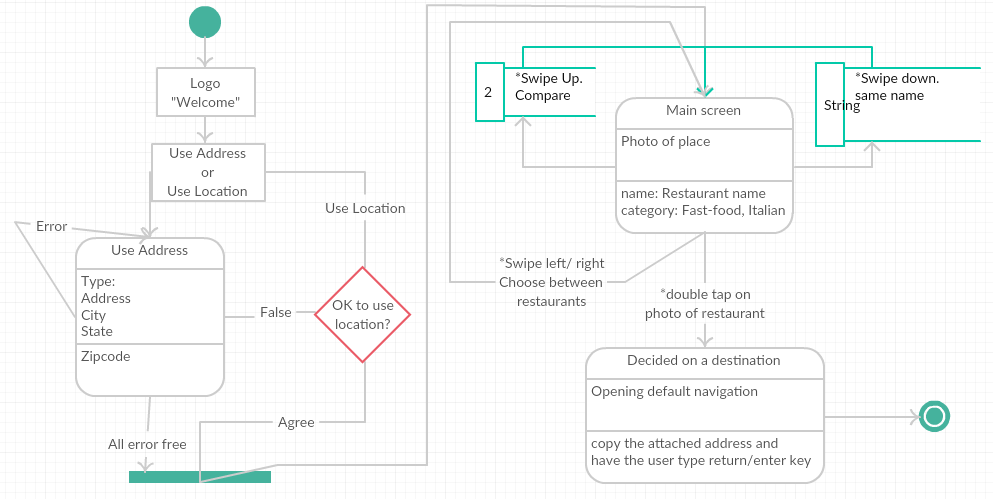 Logo
"Welcome"
Use Address
or
Use Location
Use Location
Error
Use Address
Type:
Address
City
State
Zipcode
False
OK to use
location?
Agree
All error free
2
*Swipe Up.
Compare
String
*Swipe down.
same name
Main screen
Photo of place
name: Restaurant name
category: Fast-food, Italian
*Swipe left/ right
Choose between
restaurants
*double tap on
photo of restaurant
Decided on a destination
Opening default navigation
copy the attached address and
have the user type return/enter key